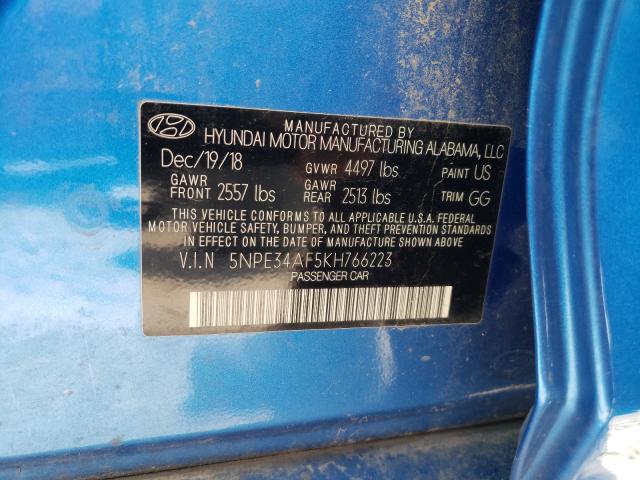 MANUFACTURED BY
HYUNDAI MOTOR MANUFACTURING ALABAMA, LLC
Dec/19/18 GVWR 4497 lbs PAINT US
GAWR FRONT 2557 lbs GAWR REAR 2513 lbs TRIM GG
THIS VEHICLE CONFORMS TO ALL APPLICABLE U.S.A. FEDERAL
MOTOR VEHICLE SAFETY, BUMPER, AND THEFT PREVENTION STANDARDS
IN EFFECT ON THE DATE OF MANUFACTURE SHOWN ABOVE.
V.I.N 5NPE34AF5KH766223
PASSENGER CAR